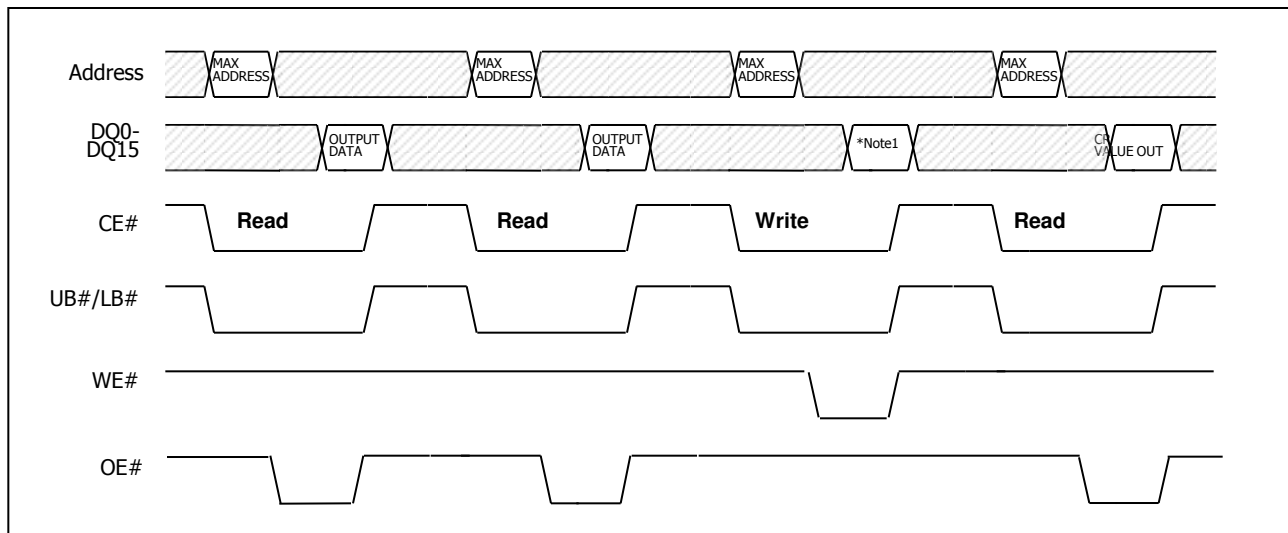 Address
MAX
ADDRESS
MAX
ADDRESS
MAX
ADDRESS
MAX
ADDRESS
DQ0-
DQ15
OUTPUT
DATA
OUTPUT
DATA
*Note1
CR
VALUE OUT
CE#
Read
Read
Write
Read
UB#/LB#
WE#
OE#